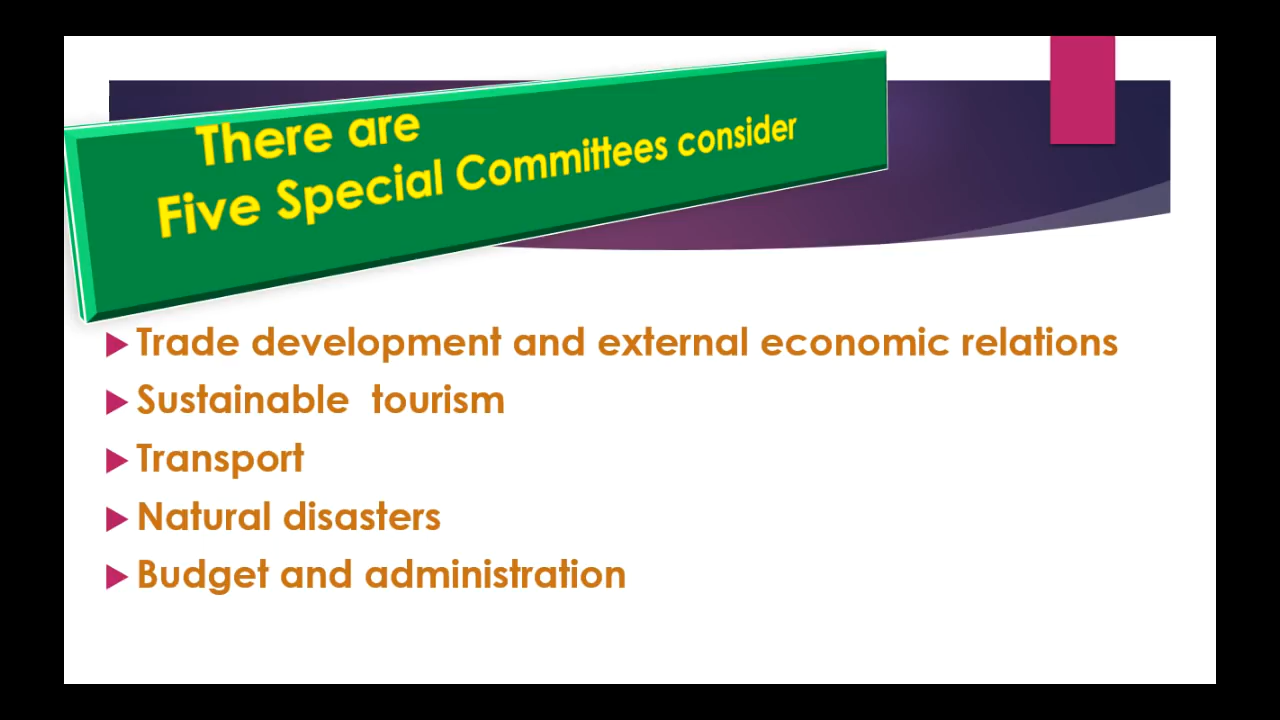 There are
Five Special Committees consider
Trade development and external economic relations
Sustainable tourism
Transport
Natural disasters
Budget and administration